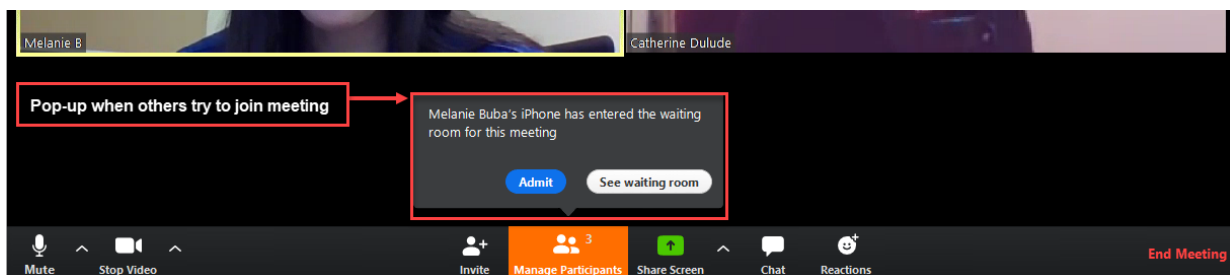 Melanie B
Catherine Dulude
Pop-up when others try to join meeting
Melanie Buba's iPhone has entered the waiting
room for this meeting
Admit
See waiting room
3
Mute
Stop Video
Invite
Manage Participants
Share Screen
Chat
Reactions
End Meeting